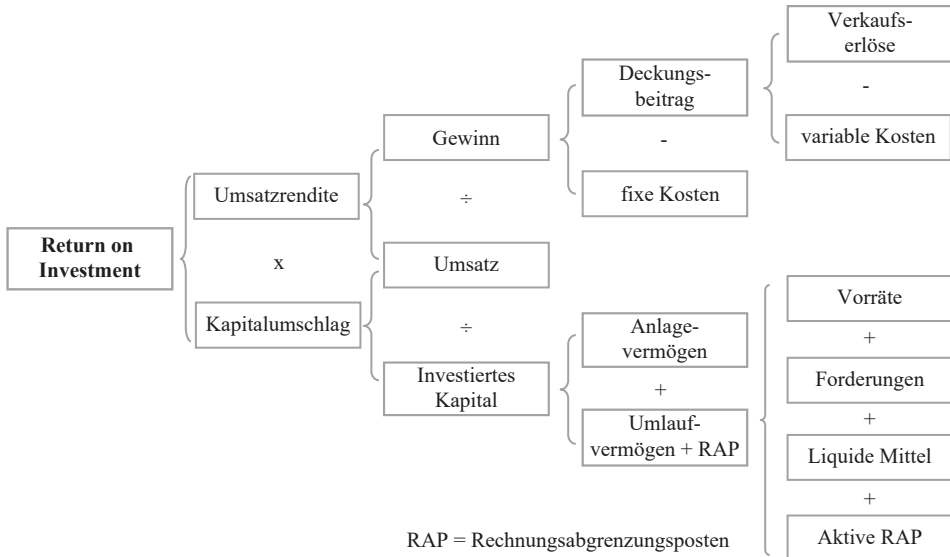 Return on
Investment
Umsatzrendite
x
Kapitalumschlag
Gewinn
÷
Umsatz
÷
Investiertes
Kapital
Deckungs-
beitrag
-
fixe Kosten
Anlage-
vermögen
+
Umlauf-
vermögen + RAP
Verkaufs-
erlöse
-
variable Kosten
Vorräte
+
Forderungen
+
Liquide Mittel
+
Aktive RAP
RAP = Rechnungsabgrenzungsposten